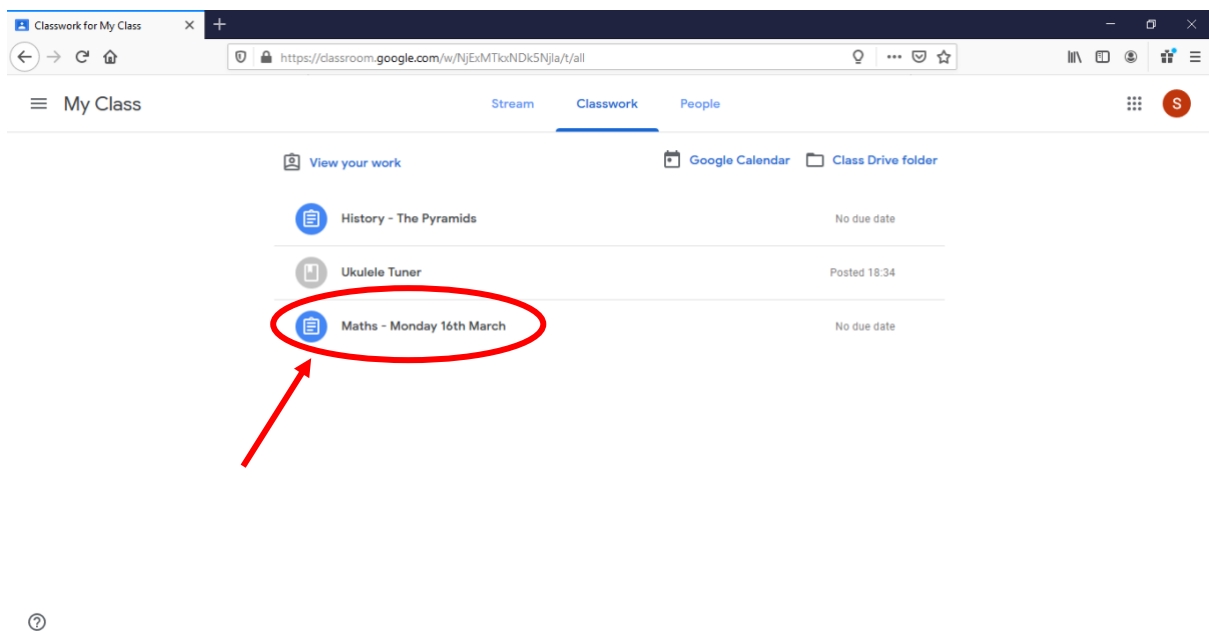 Classwork for My Class
https://classroom.google.com/w/NjExMTkxNDk5Njla/t/all
My Class Stream Classwork People S
View your work Google Calendar Class Drive folder
History - The Pyramids No due date
Ukulele Tuner Posted 18:34
Maths - Monday 16th March No due date